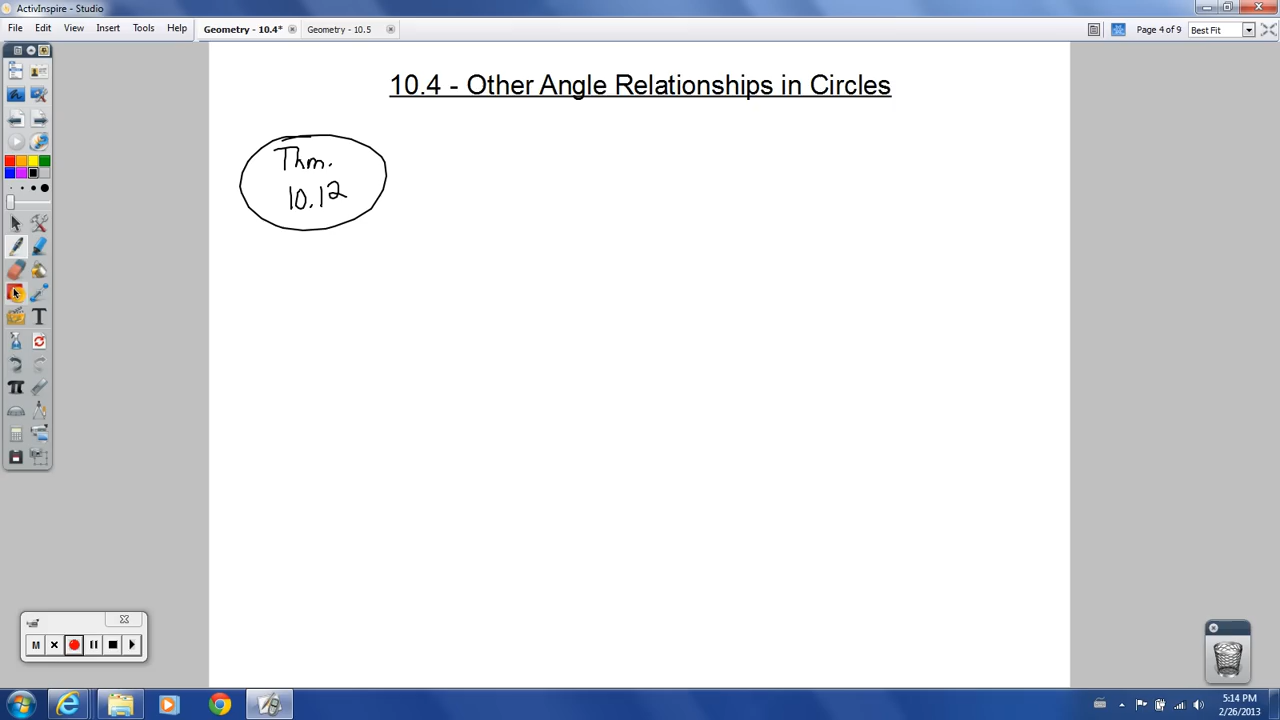 ActivInspire - Studio
File Edit View Insert Tools Help
Geometry - 10.4* Geometry - 10.5
Page 4 of 9 Best Fit
10.4 - Other Angle Relationships in Circles
Thm.
10.12
T
M
5:14 PM
2/26/2013